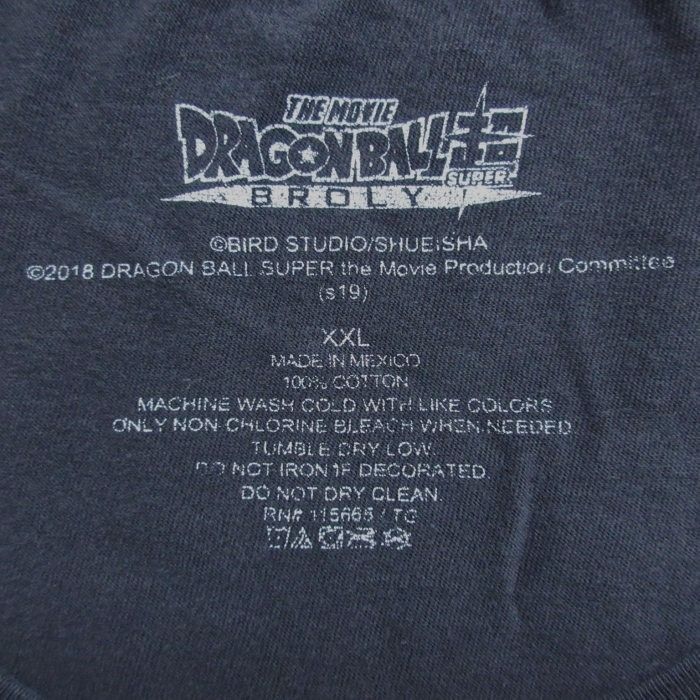 THE MOVIE
DRAGON BALL 超
SUPER
BROLY
©BIRD STUDIO/SHUEISHA
©2018 DRAGON BALL SUPER the Movie Production Committee
(s19)
XXL
MADE IN MEXICO
100% COTTON
MACHINE WASH COLD WITH LIKE COLORS
ONLY NON CHLORINE BLEACH WHEN NEEDED
TUMBLE DRY LOW.
DO NOT IRON IF DECORATED.
DO NOT DRY CLEAN.
RN# 115665 / TC